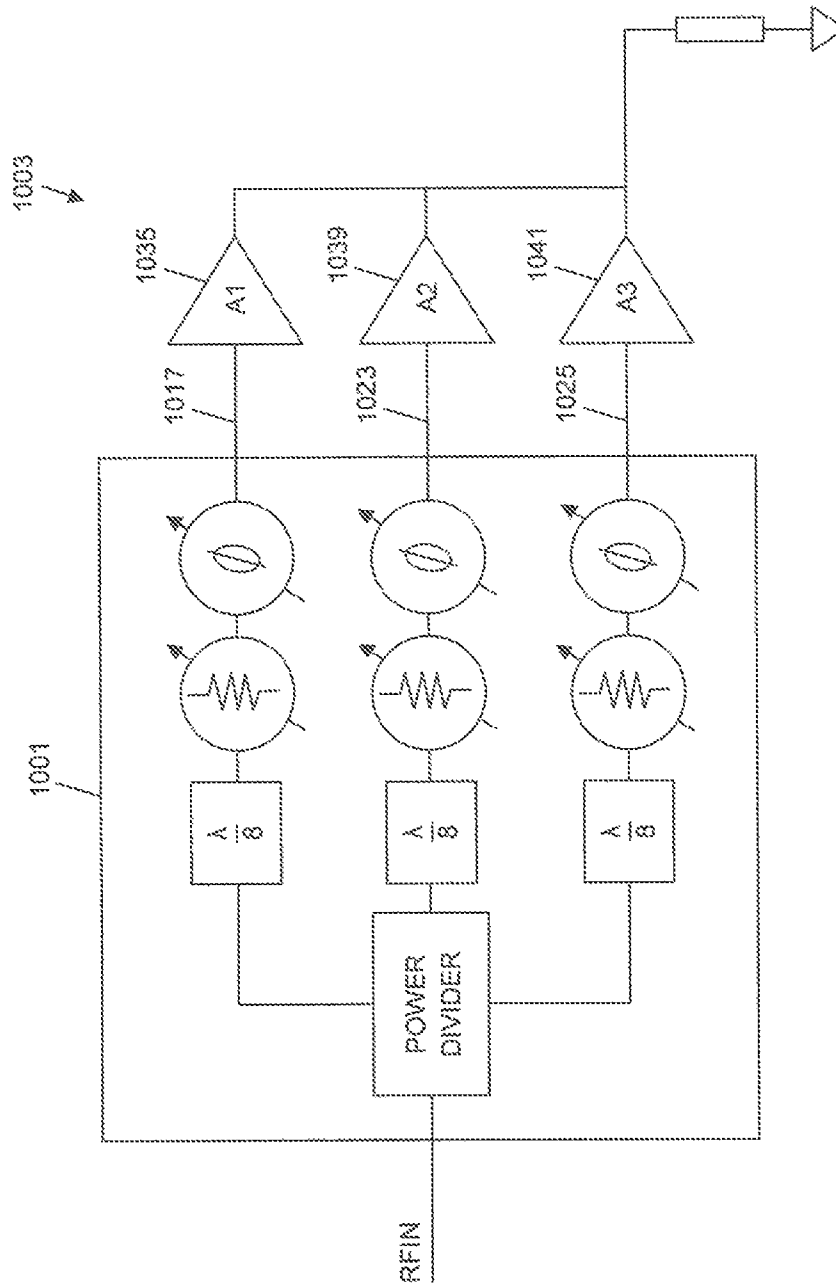 1003
1001
1017
1035
A1
1023
1039
A2
1025
1041
A3
λ
8
λ
8
λ
8
POWER
DIVIDER
RFIN